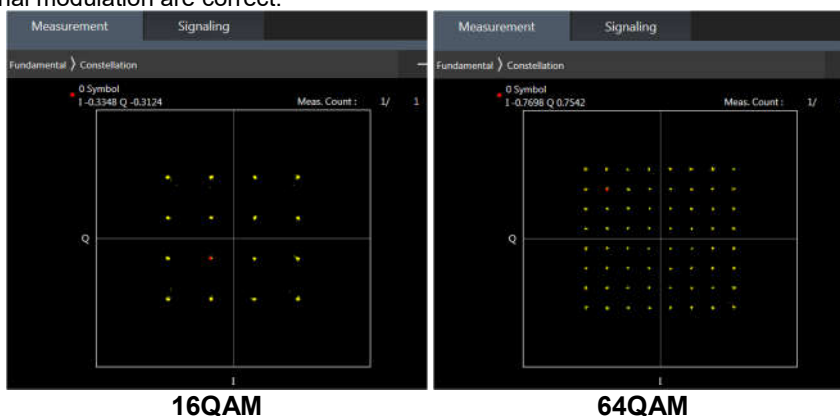 nal modulation are correct.
Measurement Signaling
Fundamental 〉 Constellation
0 Symbol
I -0.3348 Q -0.3124 Meas. Count : 1/ 1
Q
I
16QAM
Measurement Signaling
Fundamental 〉 Constellation
0 Symbol
I -0.7698 Q 0.7542 Meas. Count : 1/
Q
I
64QAM